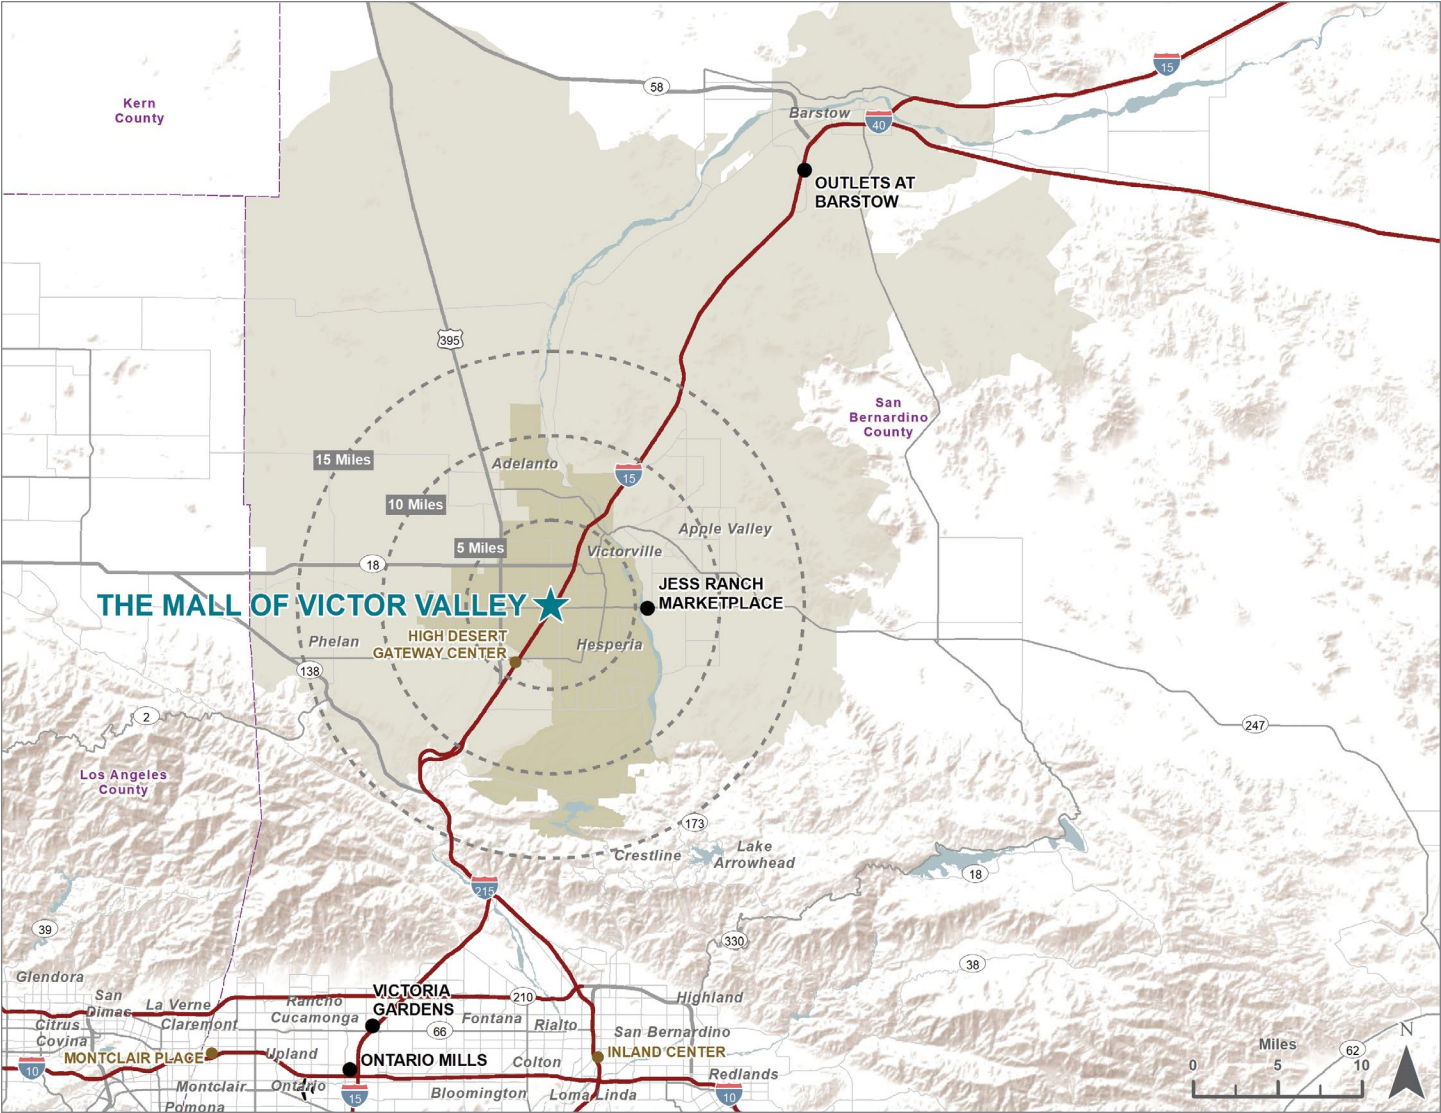 15
58
Kern
County
Barstow
40
OUTLETS AT
BARSTOW
395
San
Bernardino
County
15 Miles
Adelanto
15
10 Miles
Apple Valley
5 Miles
Victorville
18
JESS RANCH
MARKETPLACE
THE MALL OF VICTOR VALLEY
HIGH DESERT
GATEWAY CENTER
Phelan
Hesperia
138
2
247
Los Angeles
County
173
Crestline
Lake
Arrowhead
18
215
39
330
38
Glendora
San
Dimas
La Verne
Rancho
Cucamonga
VICTORIA
GARDENS
210
Highland
Citrus
Covina
Claremont
66
Fontana
Rialto
San Bernardino
N
MONTCLAIR PLACE
Upland
ONTARIO MILLS
Colton
INLAND CENTER
Miles
62
0
5
10
10
Redlands
Montclair
Ontario
15
Bloomington
Loma Linda
10
Pomona